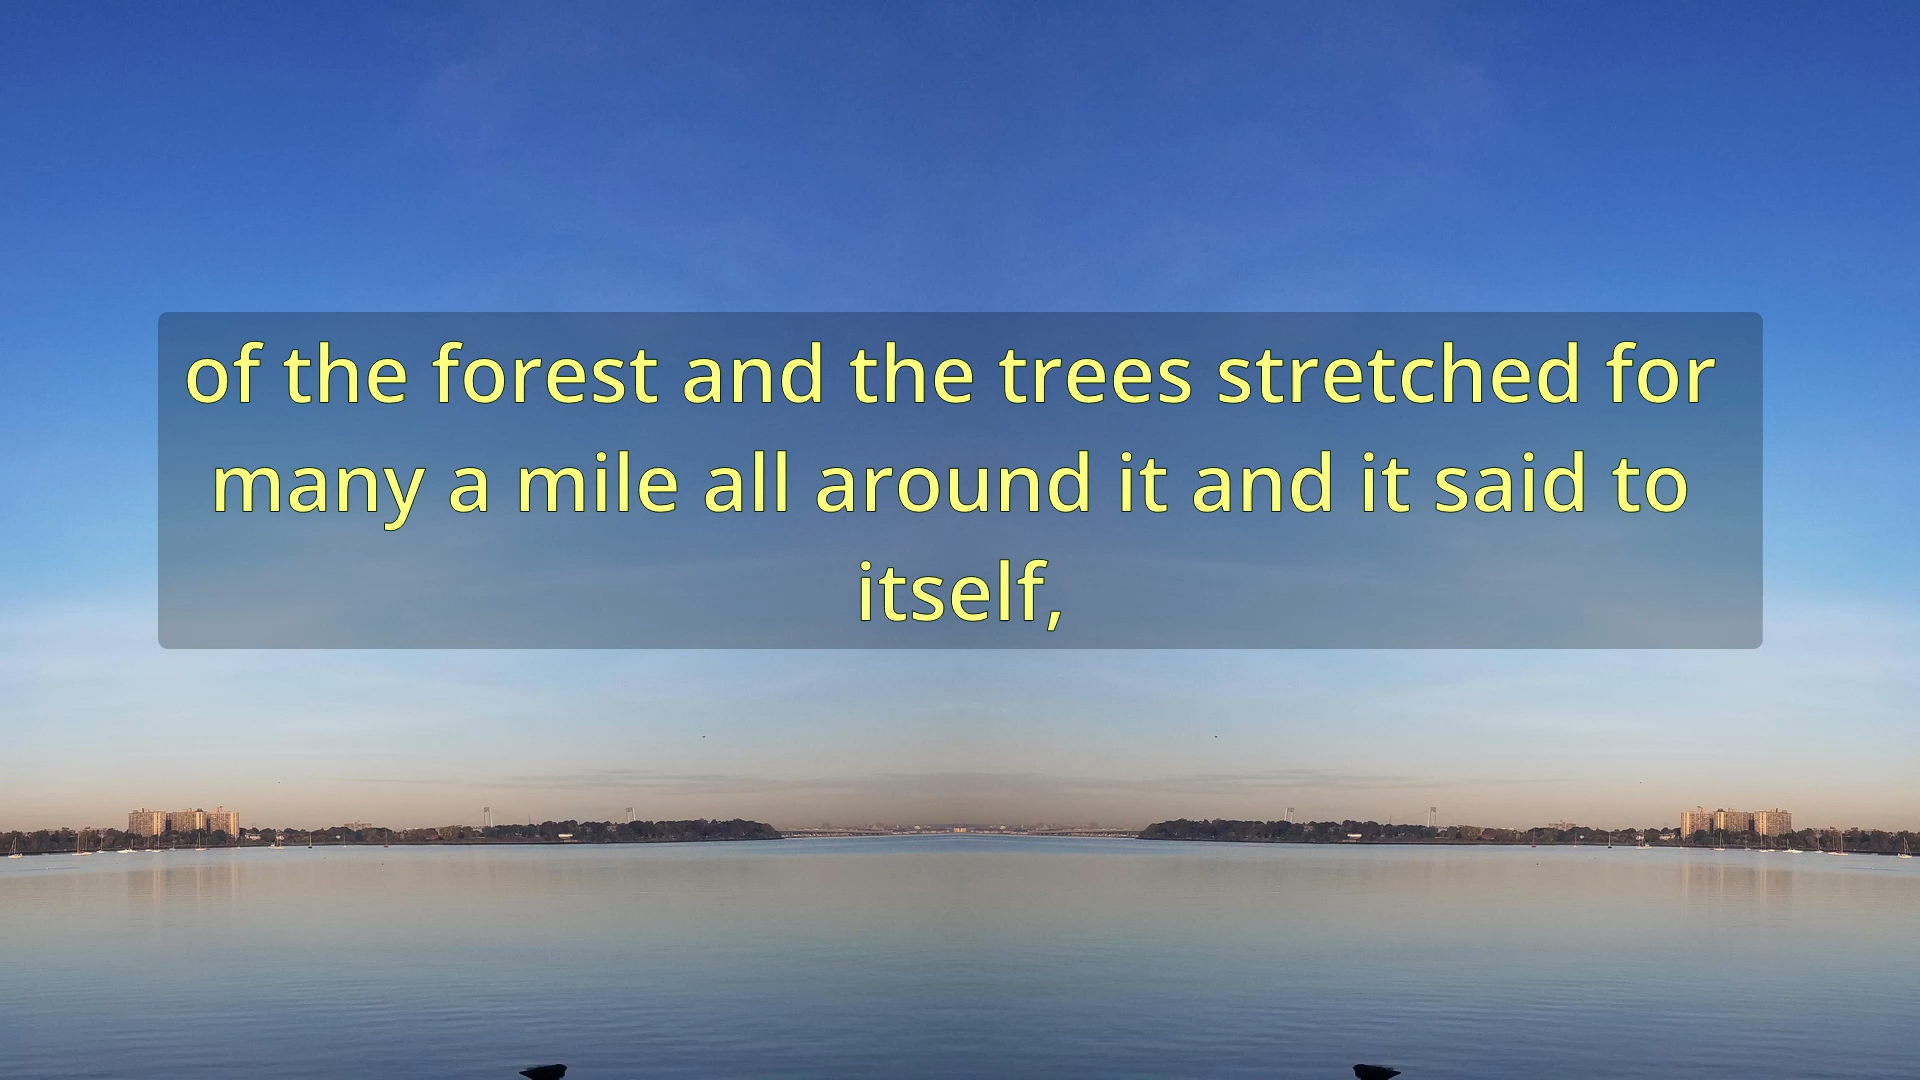 of the forest and the trees stretched for
many a mile all around it and it said to
itself,